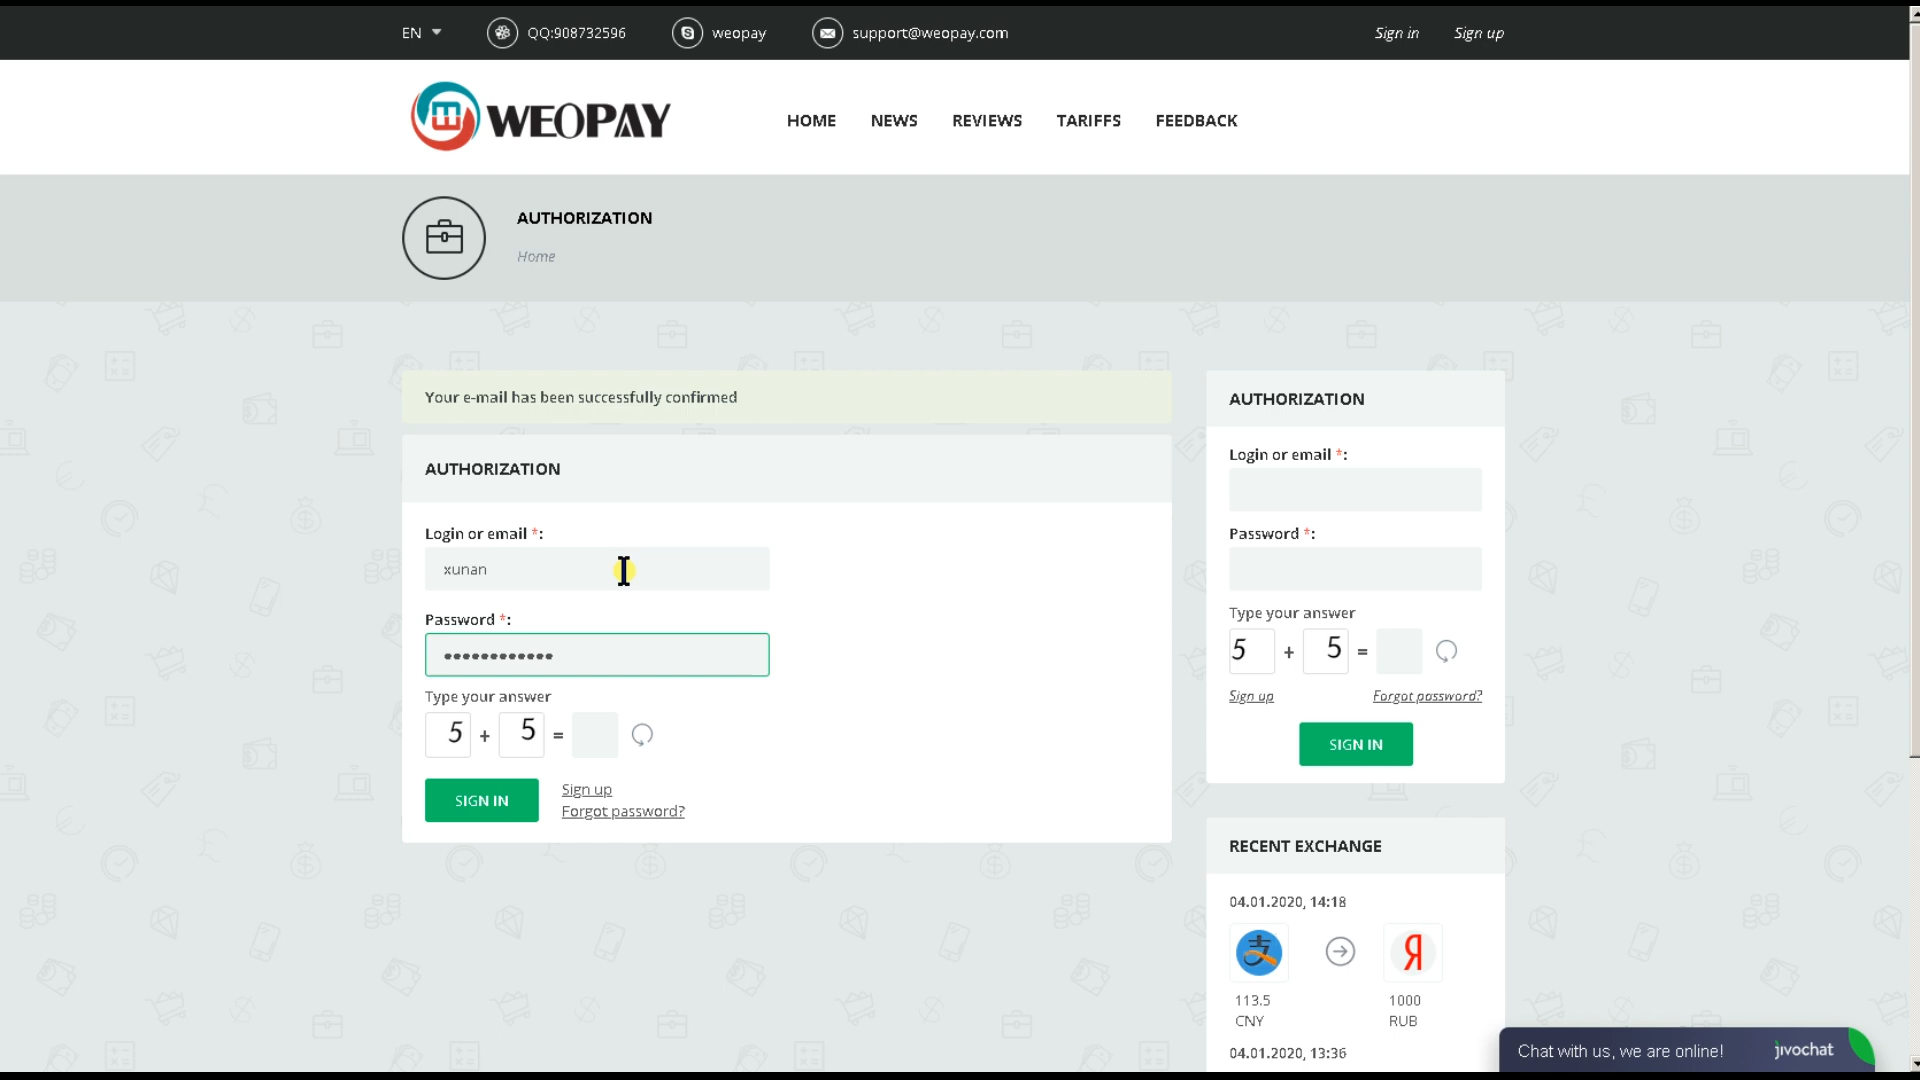 EN QQ:908732596 weopay support@weopay.com Sign in Sign up
WEOPAY HOME NEWS REVIEWS TARIFFS FEEDBACK
AUTHORIZATION
Home
Your e-mail has been successfully confirmed
AUTHORIZATION
Login or email *:
xunan
Password *:
••••••••••••
Type your answer
5 + 5 =
SIGN IN
Sign up
Forgot password?
AUTHORIZATION
Login or email *:
Password *:
Type your answer
5 + 5 =
Sign up Forgot password?
SIGN IN
RECENT EXCHANGE
04.01.2020, 14:18
支 Я
113.5 1000
CNY RUB
04.01.2020, 13:36
Chat with us, we are online! jivochat